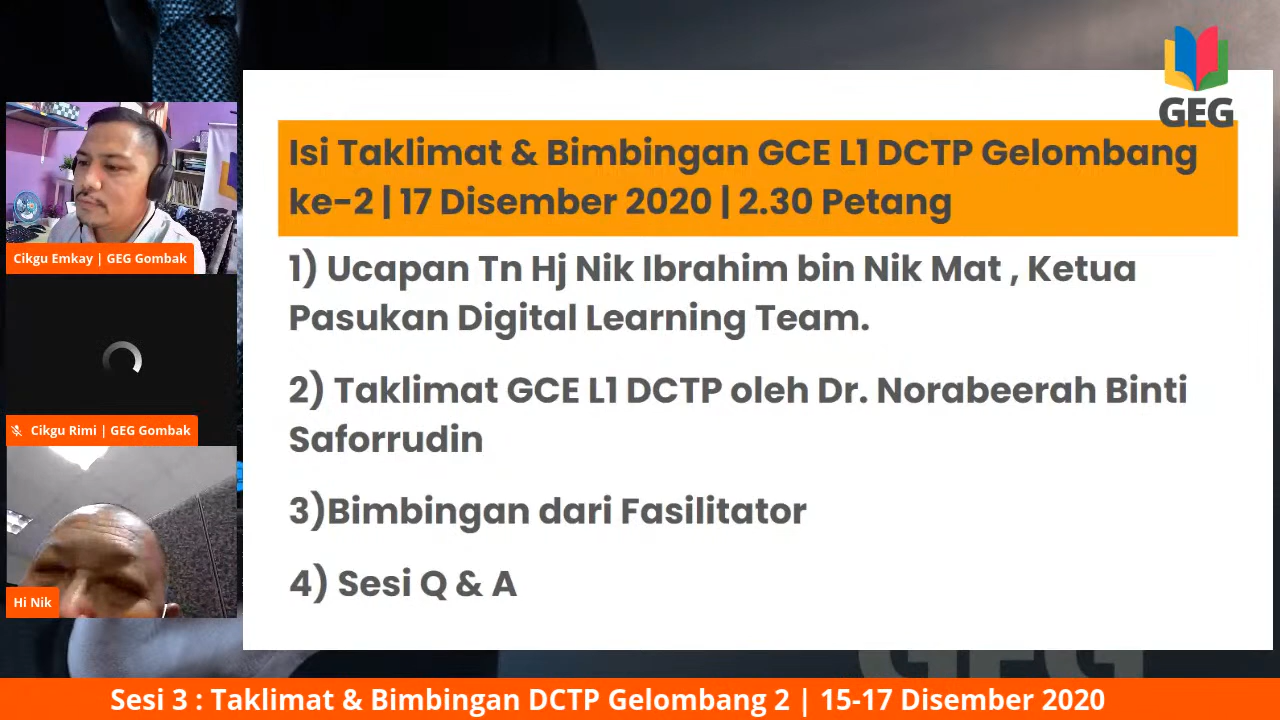 GEG
Isi Taklimat & Bimbingan GCE L1 DCTP Gelombang
ke-2 | 17 Disember 2020 | 2.30 Petang
1) Ucapan Tn Hj Nik Ibrahim bin Nik Mat , Ketua
Pasukan Digital Learning Team.
2) Taklimat GCE L1 DCTP oleh Dr. Norabeerah Binti
Saforrudin
3)Bimbingan dari Fasilitator
4) Sesi Q & A
Cikgu Emkay | GEG Gombak
Cikgu Rimi | GEG Gombak
Hi Nik
GEG
Sesi 3 : Taklimat & Bimbingan DCTP Gelombang 2 | 15-17 Disember 2020